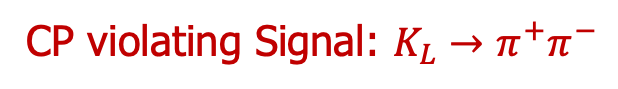 CP violating Signal: K_L → π⁺π⁻